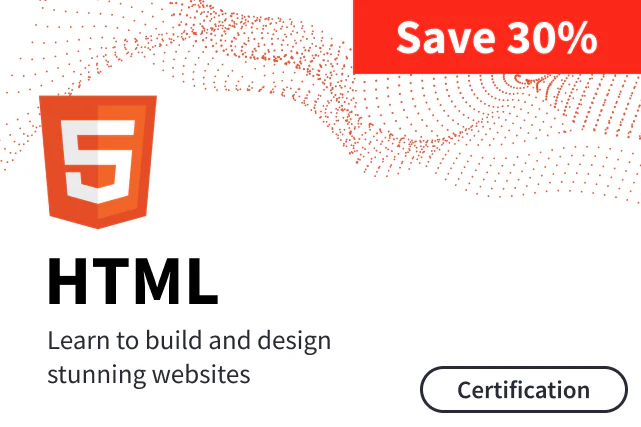 Save 30%
5
HTML
Learn to build and design
stunning websites
Certification